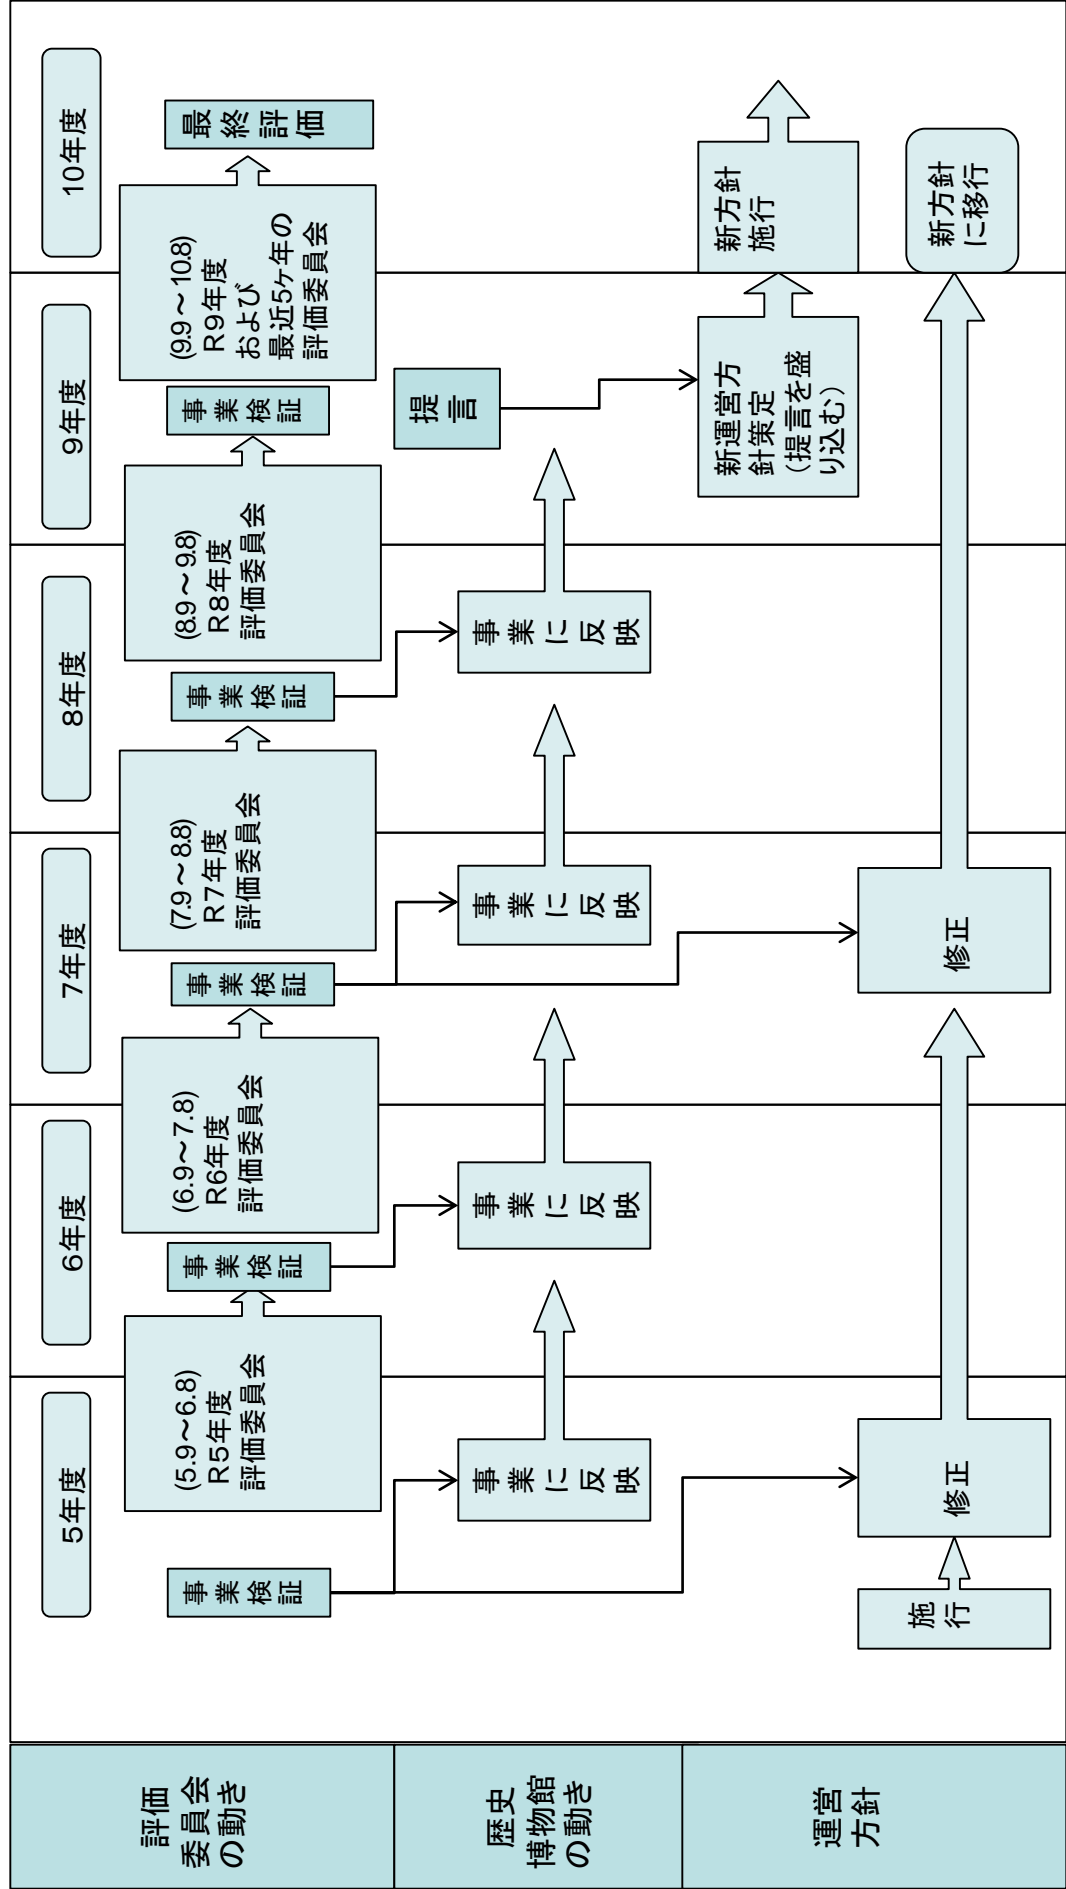 5年度
6年度
7年度
8年度
9年度
10年度
評価
委員会
の動き
事業検証
(5.9～6.8)
R5年度
評価委員会
事業検証
(6.9～7.8)
R6年度
評価委員会
事業検証
(7.9～8.8)
R7年度
評価委員会
事業検証
(8.9～9.8)
R8年度
評価委員会
事業検証
(9.9～10.8)
R9年度
および
最近5ヶ年の
評価委員会
最終評価
歴史
博物館
の動き
事業に反映
事業に反映
事業に反映
事業に反映
提言
運営
方針
施行
修正
修正
新運営方
針策定
（提言を盛
り込む）
新方針
施行
新方針
に移行